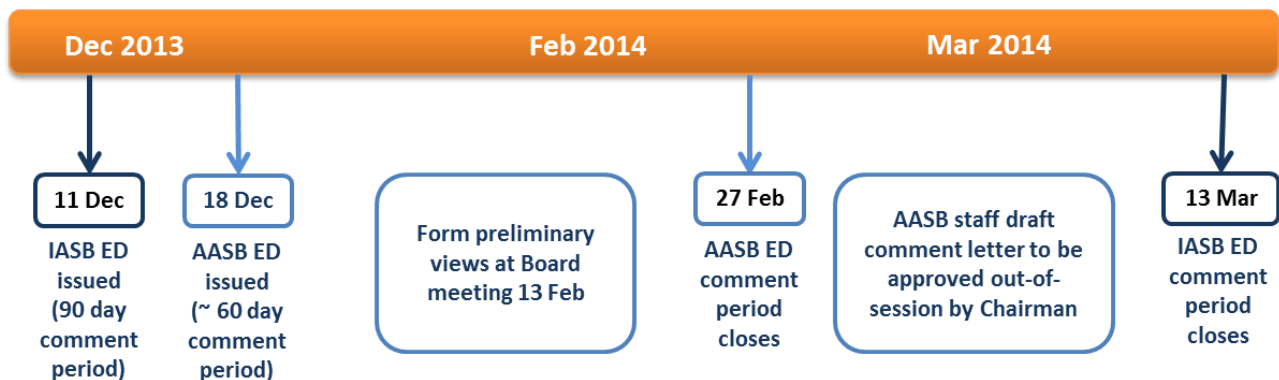 Dec 2013
Feb 2014
Mar 2014
11 Dec
IASB ED
issued
(90 day
comment
period)
18 Dec
AASB ED
issued
(~ 60 day
comment
period)
Form preliminary
views at Board
meeting 13 Feb
27 Feb
AASB ED
comment
period
closes
AASB staff draft
comment letter to be
approved out-of-
session by Chairman
13 Mar
IASB ED
comment
period
closes